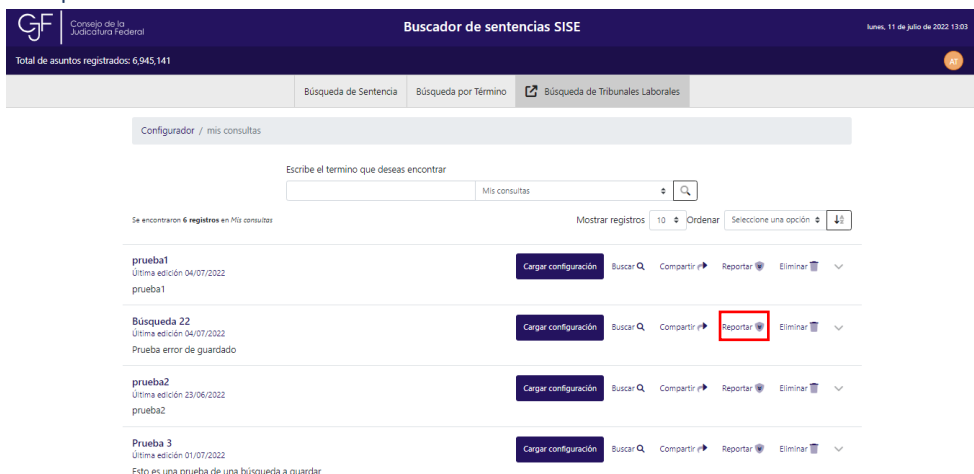 CJF
Consejo de la
Judicatura Federal
Buscador de sentencias SISE
lunes, 11 de julio de 2022 13:03
Total de asuntos registrados: 6,945,141
AT
Búsqueda de Sentencia Búsqueda por Término Búsqueda de Tribunales Laborales
Configurador / mis consultas
Escribe el termino que deseas encontrar
Mis consultas
Se encontraron 6 registros en Mis consultas Mostrar registros 10 Ordenar Seleccione una opción
prueba1
Última edición 04/07/2022
prueba1
Cargar configuración Buscar Compartir Reportar Eliminar
Búsqueda 22
Última edición 04/07/2022
Prueba error de guardado
Cargar configuración Buscar Compartir Reportar Eliminar
prueba2
Última edición 23/06/2022
prueba2
Cargar configuración Buscar Compartir Reportar Eliminar
Prueba 3
Última edición 01/07/2022
Esto es una prueba de una búsqueda a guardar
Cargar configuración Buscar Compartir Reportar Eliminar